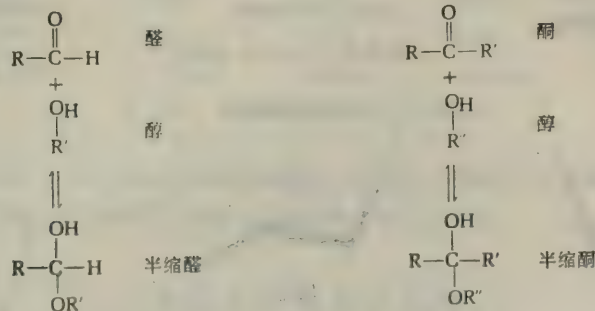 O
R—C—H 醛
+
OH
R′ 醇
OH
R—C—H 半缩醛
OR′
O
R—C—R′ 酮
+
OH
R″ 醇
OH
R—C—R′ 半缩酮
OR″